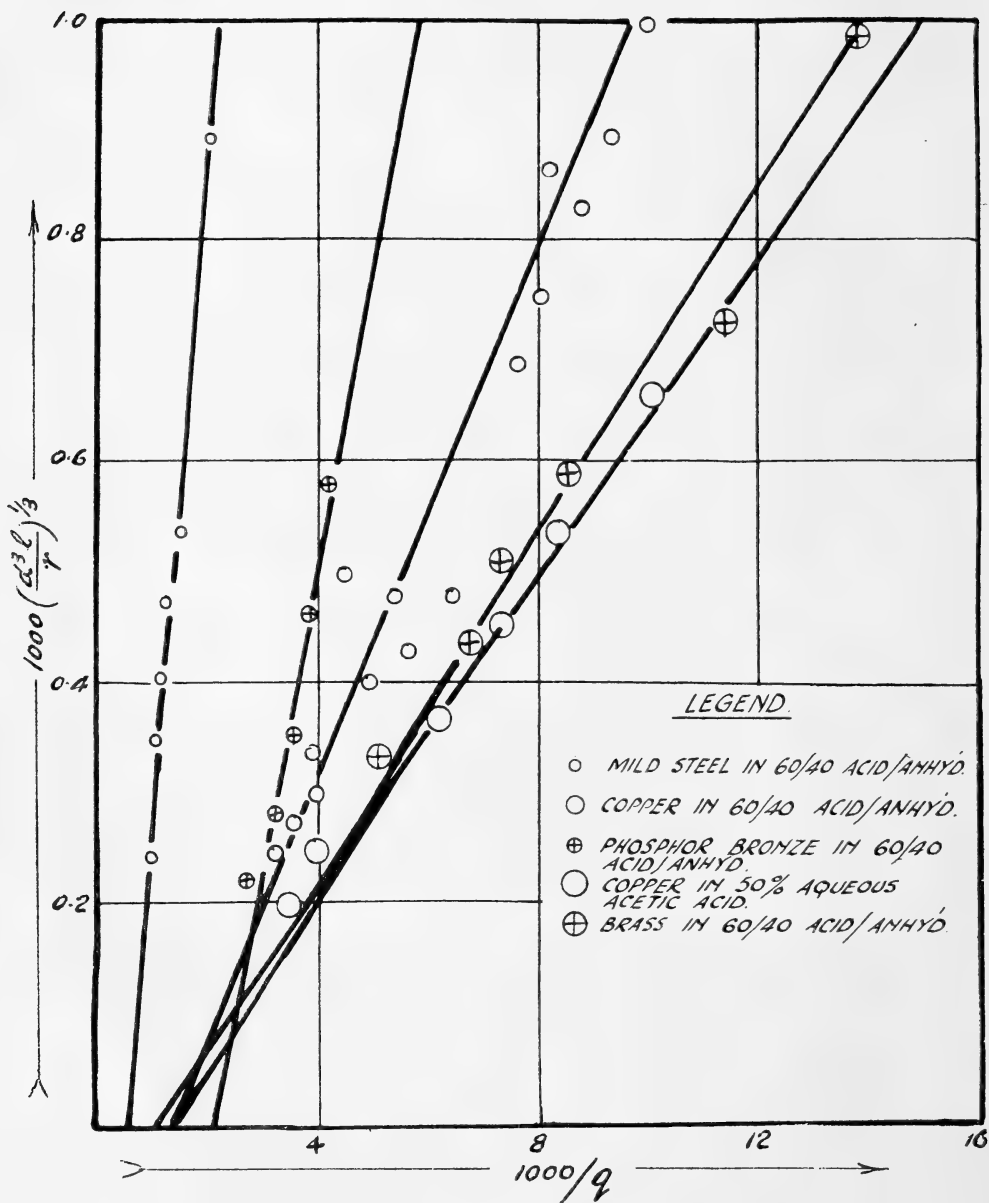 1.0
0.8
0.6
0.4
0.2
1000(d³l/r)^1/3
LEGEND.
MILD STEEL IN 60/40 ACID/ANHYD.
COPPER IN 60/40 ACID/ANHYD.
PHOSPHOR BRONZE IN 60/40
ACID/ANHYD.
COPPER IN 50% AQUEOUS
ACETIC ACID.
BRASS IN 60/40 ACID/ANHYD.
4
8
12
16
1000/q